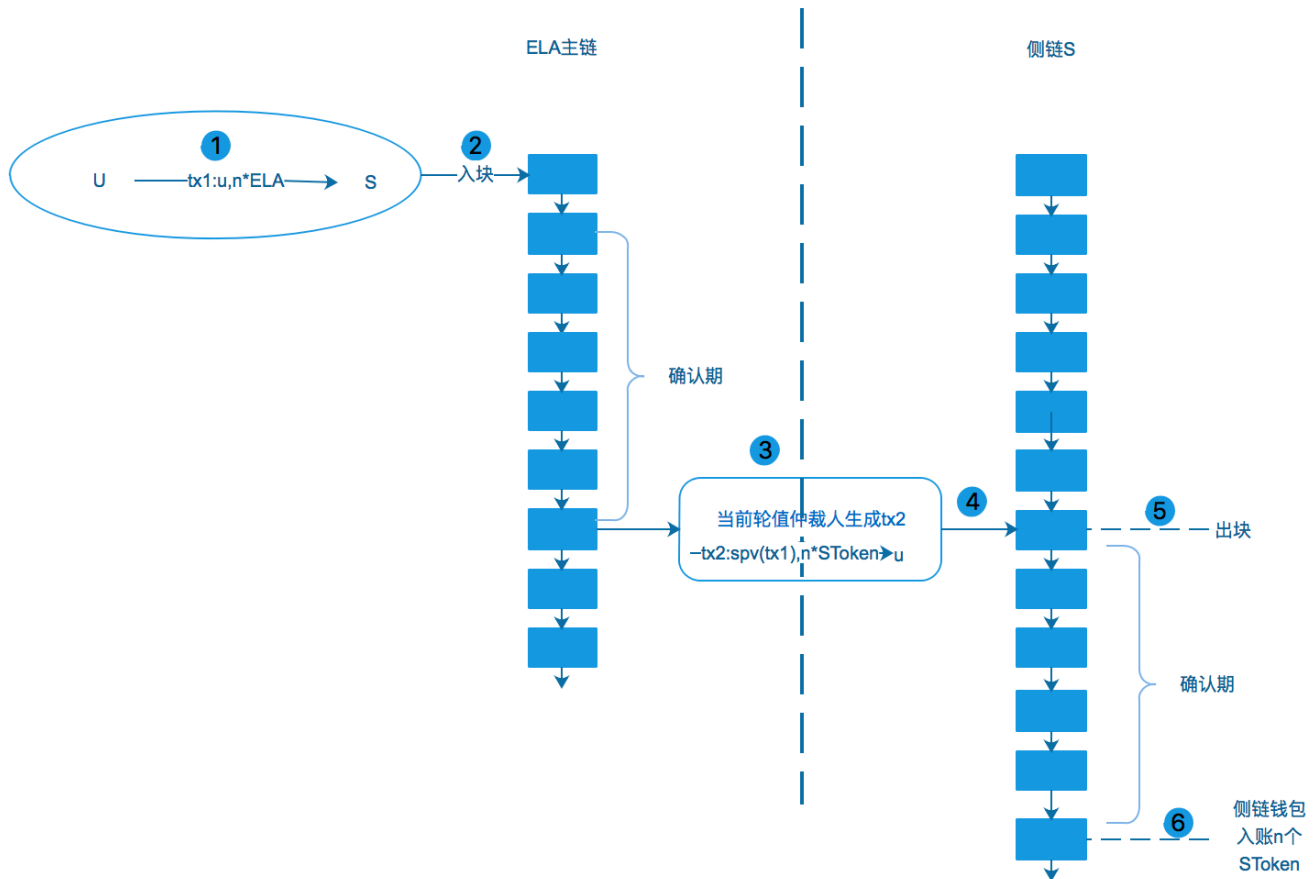 ELA主链
侧链S
1
2
U
tx1:u,n*ELA
S
入块
确认期
3
当前轮值仲裁人生成tx2
tx2:spv(tx1),n*SToken
u
4
5
出块
确认期
6
侧链钱包
入账n个
SToken